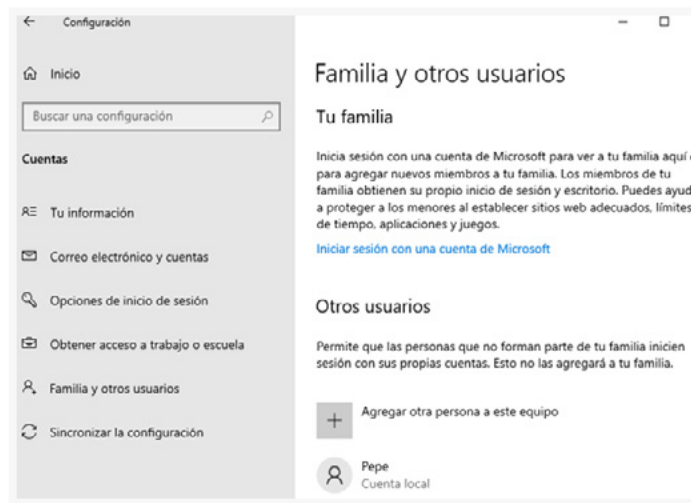 Configuración
Inicio
Buscar una configuración
Cuentas
Tu información
Correo electrónico y cuentas
Opciones de inicio de sesión
Obtener acceso a trabajo o escuela
Familia y otros usuarios
Sincronizar la configuración
Familia y otros usuarios
Tu familia
Inicia sesión con una cuenta de Microsoft para ver a tu familia aquí
para agregar nuevos miembros a tu familia. Los miembros de tu
familia obtienen su propio inicio de sesión y escritorio. Puedes ayud
a proteger a los menores al establecer sitios web adecuados, límites
de tiempo, aplicaciones y juegos.
Iniciar sesión con una cuenta de Microsoft
Otros usuarios
Permite que las personas que no forman parte de tu familia inicien
sesión con sus propias cuentas. Esto no las agregará a tu familia.
Agregar otra persona a este equipo
Pepe
Cuenta local